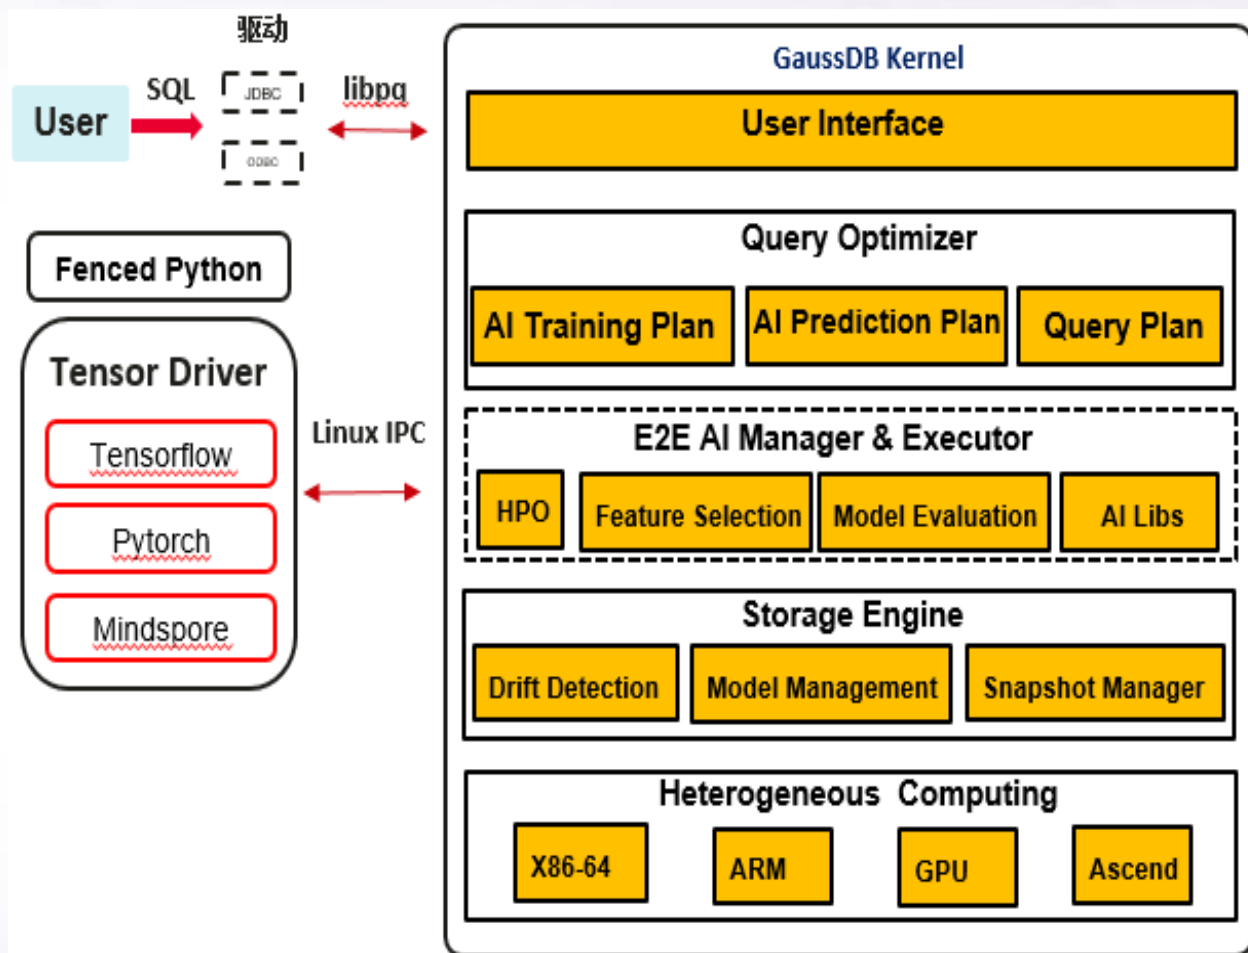 驱动
SQL
User
JDBC
ODBC
libpq
GaussDB Kernel
User Interface
Query Optimizer
AI Training Plan
AI Prediction Plan
Query Plan
Fenced Python
Tensor Driver
Tensorflow
Pytorch
Mindspore
Linux IPC
E2E AI Manager & Executor
HPO
Feature Selection
Model Evaluation
AI Libs
Storage Engine
Drift Detection
Model Management
Snapshot Manager
Heterogeneous Computing
X86-64
ARM
GPU
Ascend